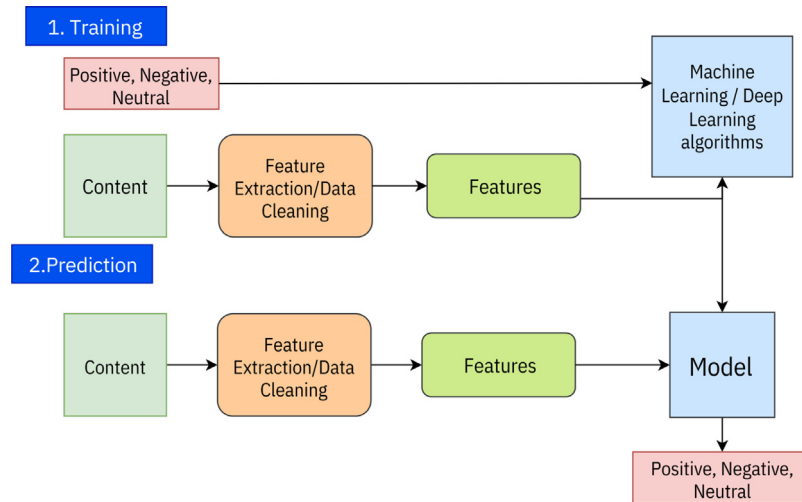 1. Training
Positive, Negative,
Neutral
Machine
Learning / Deep
Learning
algorithms
Content
Feature
Extraction/Data
Cleaning
Features
2.Prediction
Content
Feature
Extraction/Data
Cleaning
Features
Model
Positive, Negative,
Neutral